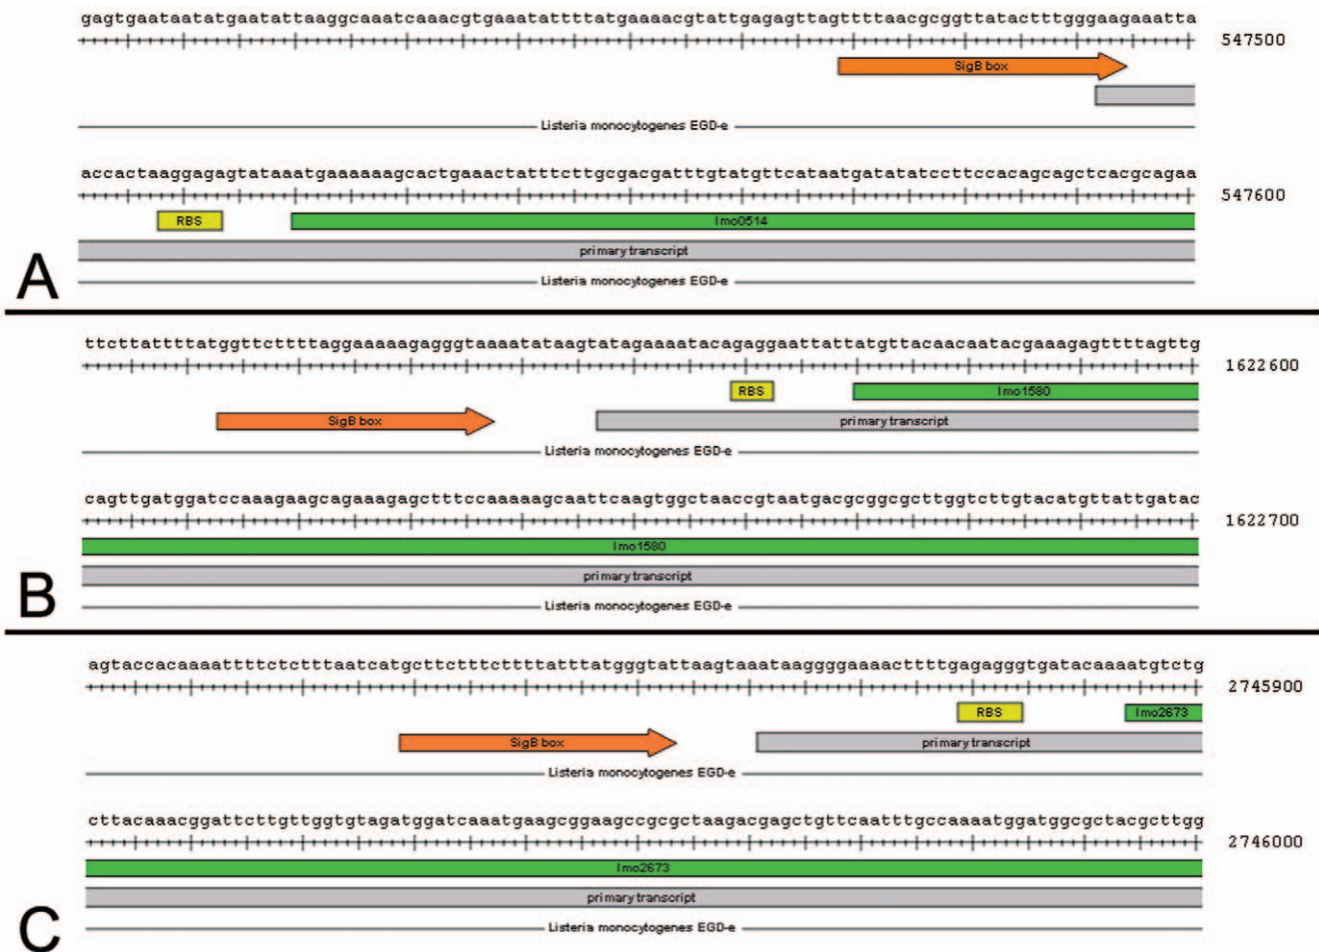 gagtgaataatatgaatattaaggcaaatcaaacgtgaaatattttatgaaaacgtattgagagttagttttaacgcggttatactttgggaagaaatta
547500
SigB box
Listeria monocytogenes EGD-e
accactaaggagagtataaatgaaaaaagcactgaaactatttcttgcgacgatttgtatgttcataatgatatatccttccacagcagctcacgcagaa
547600
RBS
lmo0514
primary transcript
A
Listeria monocytogenes EGD-e
ttcttattttatggttcttttaggaaaaagagggtaaaatataagtatagaaaatacagaggaattattatgttacaacaatacgaaagagttttagttg
1622600
RBS
lmo1580
SigB box
primary transcript
Listeria monocytogenes EGD-e
cagttgatggatccaaagaagcagaaagagctttccaaaaagcaattcaagtggctaaccgtaatgacgcggcgcttggtcttgtacatgttattgatac
1622700
lmo1580
primary transcript
B
Listeria monocytogenes EGD-e
agtaccacaaaattttctctttaatcatgcttctttcttttatttatgggtattaagtaaataaggggaaaacttttgagagggtgatacaaaatgtctg
2745900
RBS
lmo2673
SigB box
primary transcript
Listeria monocytogenes EGD-e
cttacaaacggattcttgttggtgtagatggatcaaatgaagcggaagccgcgctaagacgagctgttcaatttgccaaaatggatggcgctacgcttgg
2746000
lmo2673
primary transcript
C
Listeria monocytogenes EGD-e